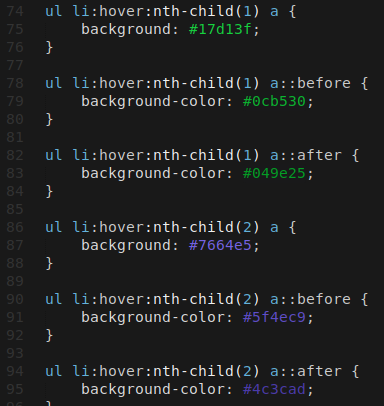 74 ul li:hover:nth-child(1) a {
75     background: #17d13f;
76 }
77
78 ul li:hover:nth-child(1) a::before {
79     background-color: #0cb530;
80 }
81
82 ul li:hover:nth-child(1) a::after {
83     background-color: #049e25;
84 }
85
86 ul li:hover:nth-child(2) a {
87     background: #7664e5;
88 }
89
90 ul li:hover:nth-child(2) a::before {
91     background-color: #5f4ec9;
92 }
93
94 ul li:hover:nth-child(2) a::after {
95     background-color: #4c3cad;